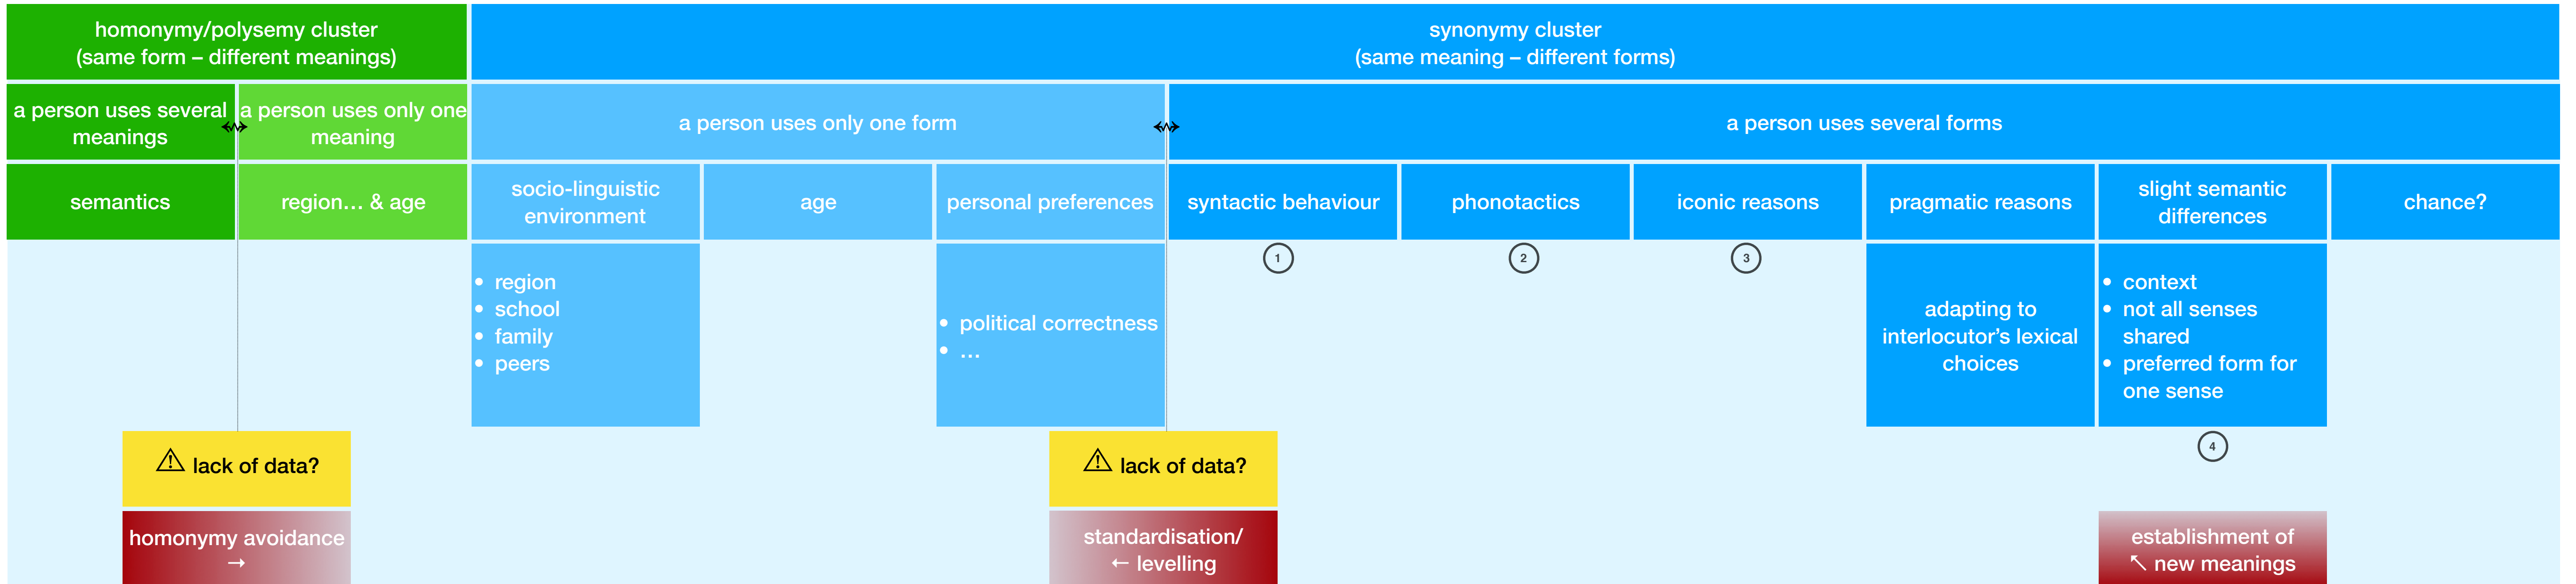 homonymy/polysemy cluster
(same form – different meanings)
synonymy cluster
(same meaning – different forms)
a person uses several
meanings
a person uses only one
meaning
a person uses only one form
a person uses several forms
semantics
region… & age
socio-linguistic
environment
age
personal preferences
syntactic behaviour
phonotactics
iconic reasons
pragmatic reasons
slight semantic
differences
chance?
1
2
3
• region
• school
• family
• peers
• political correctness
• …
adapting to
interlocutor’s lexical
choices
• context
• not all senses
shared
• preferred form for
one sense
4
⚠ lack of data?
⚠ lack of data?
homonymy avoidance
→
standardisation/
← levelling
establishment of
↖ new meanings